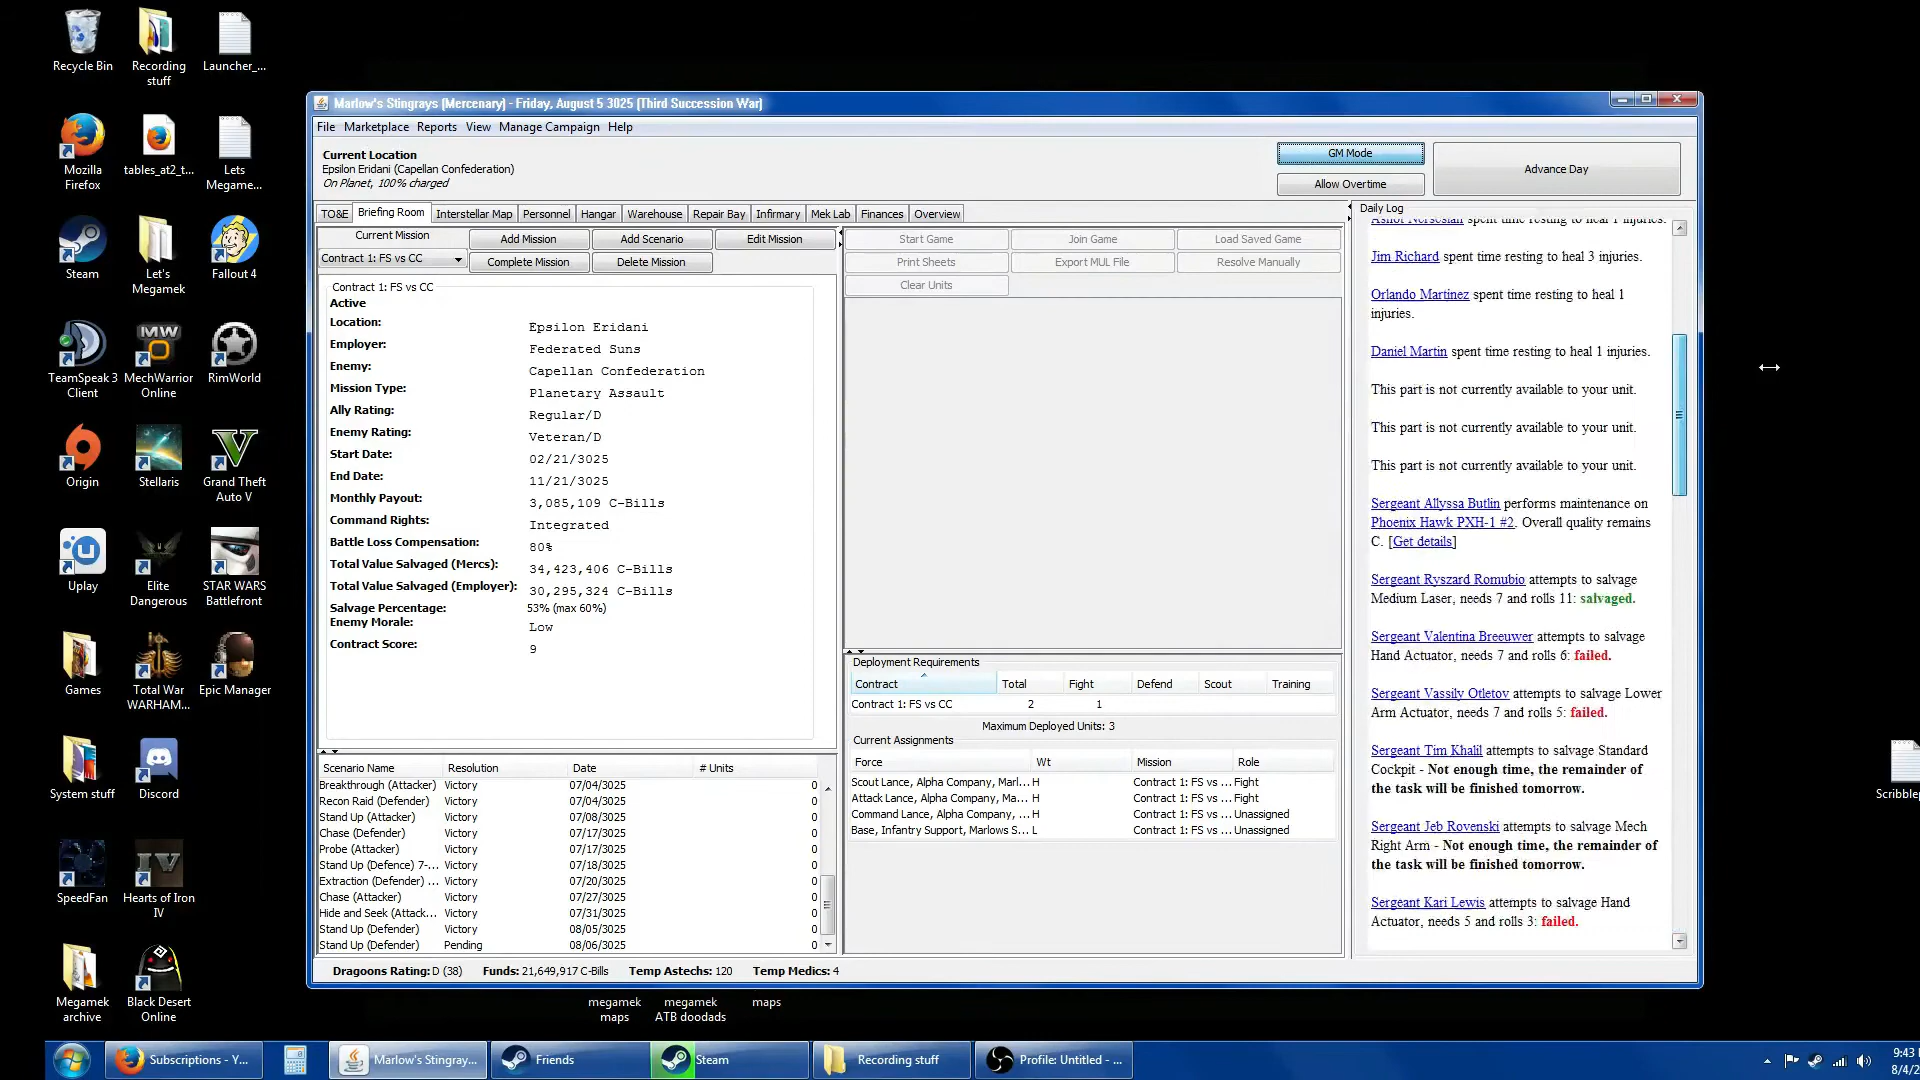 Recycle Bin
Recording
stuff
Launcher_...
Mozilla
Firefox
tables_at2_t...
Lets
Megame...
Steam
Let's
Megamek
Fallout 4
TeamSpeak 3
Client
MechWarrior
Online
RimWorld
Origin
Stellaris
Grand Theft
Auto V
Uplay
Elite
Dangerous
STAR WARS
Battlefront
Games
Total War
WARHAM...
Epic Manager
System stuff
Discord
SpeedFan
Hearts of Iron
IV
Megamek
archive
Black Desert
Online
megamek
maps
megamek
ATB doodads
maps
Marlow's Stingrays (Mercenary) - Friday, August 5 3025 (Third Succession War)
File Marketplace Reports View Manage Campaign Help
Current Location
Epsilon Eridani (Capellan Confederation)
On Planet, 100% charged
GM Mode
Allow Overtime
Advance Day
TO&E Briefing Room Interstellar Map Personnel Hangar Warehouse Repair Bay Infirmary Mek Lab Finances Overview
Current Mission
Contract 1: FS vs CC
Add Mission Add Scenario Edit Mission
Complete Mission Delete Mission
Contract 1: FS vs CC
Active
Location: Epsilon Eridani
Employer: Federated Suns
Enemy: Capellan Confederation
Mission Type: Planetary Assault
Ally Rating: Regular/D
Enemy Rating: Veteran/D
Start Date: 02/21/3025
End Date: 11/21/3025
Monthly Payout: 3,085,109 C-Bills
Command Rights: Integrated
Battle Loss Compensation: 80%
Total Value Salvaged (Mercs): 34,423,406 C-Bills
Total Value Salvaged (Employer): 30,295,324 C-Bills
Salvage Percentage: 53% (max 60%)
Enemy Morale: Low
Contract Score: 9
Scenario Name Resolution Date # Units
Breakthrough (Attacker) Victory 07/04/3025 0
Recon Raid (Defender) Victory 07/04/3025 0
Stand Up (Attacker) Victory 07/08/3025 0
Chase (Defender) Victory 07/17/3025 0
Probe (Attacker) Victory 07/17/3025 0
Stand Up (Defence) 7-... Victory 07/18/3025 0
Extraction (Defender) ... Victory 07/20/3025 0
Chase (Attacker) Victory 07/27/3025 0
Hide and Seek (Attack... Victory 07/31/3025 0
Stand Up (Defender) Victory 08/05/3025 0
Stand Up (Defender) Pending 08/06/3025 0
Start Game Join Game Load Saved Game
Print Sheets Export MUL File Resolve Manually
Clear Units
Deployment Requirements
Contract Total Fight Defend Scout Training
Contract 1: FS vs CC 2 1
Maximum Deployed Units: 3
Current Assignments
Force Wt Mission Role
Scout Lance, Alpha Company, Marl... H Contract 1: FS vs ... Fight
Attack Lance, Alpha Company, Ma... H Contract 1: FS vs ... Fight
Command Lance, Alpha Company, ... H Contract 1: FS vs ... Unassigned
Base, Infantry Support, Marlows S... L Contract 1: FS vs ... Unassigned
Daily Log
Ashot Nersesian spent time resting to heal 1 injuries.
Jim Richard spent time resting to heal 3 injuries.
Orlando Martinez spent time resting to heal 1
injuries.
Daniel Martin spent time resting to heal 1 injuries.
This part is not currently available to your unit.
This part is not currently available to your unit.
This part is not currently available to your unit.
Sergeant Allyssa Butlin performs maintenance on
Phoenix Hawk PXH-1 #2. Overall quality remains
C. [Get details]
Sergeant Ryszard Romubio attempts to salvage
Medium Laser, needs 7 and rolls 11: salvaged.
Sergeant Valentina Breeuwer attempts to salvage
Hand Actuator, needs 7 and rolls 6: failed.
Sergeant Vassily Otletov attempts to salvage Lower
Arm Actuator, needs 7 and rolls 5: failed.
Sergeant Tim Khalil attempts to salvage Standard
Cockpit - Not enough time, the remainder of
the task will be finished tomorrow.
Sergeant Jeb Rovenski attempts to salvage Mech
Right Arm - Not enough time, the remainder of
the task will be finished tomorrow.
Sergeant Kari Lewis attempts to salvage Hand
Actuator, needs 5 and rolls 3: failed.
Dragoons Rating: D (38) Funds: 21,649,917 C-Bills Temp Astechs: 120 Temp Medics: 4
Scribblep
Subscriptions - Y... Marlow's Stingray... Friends Steam Recording stuff Profile: Untitled - ...
9:43
8/4/2